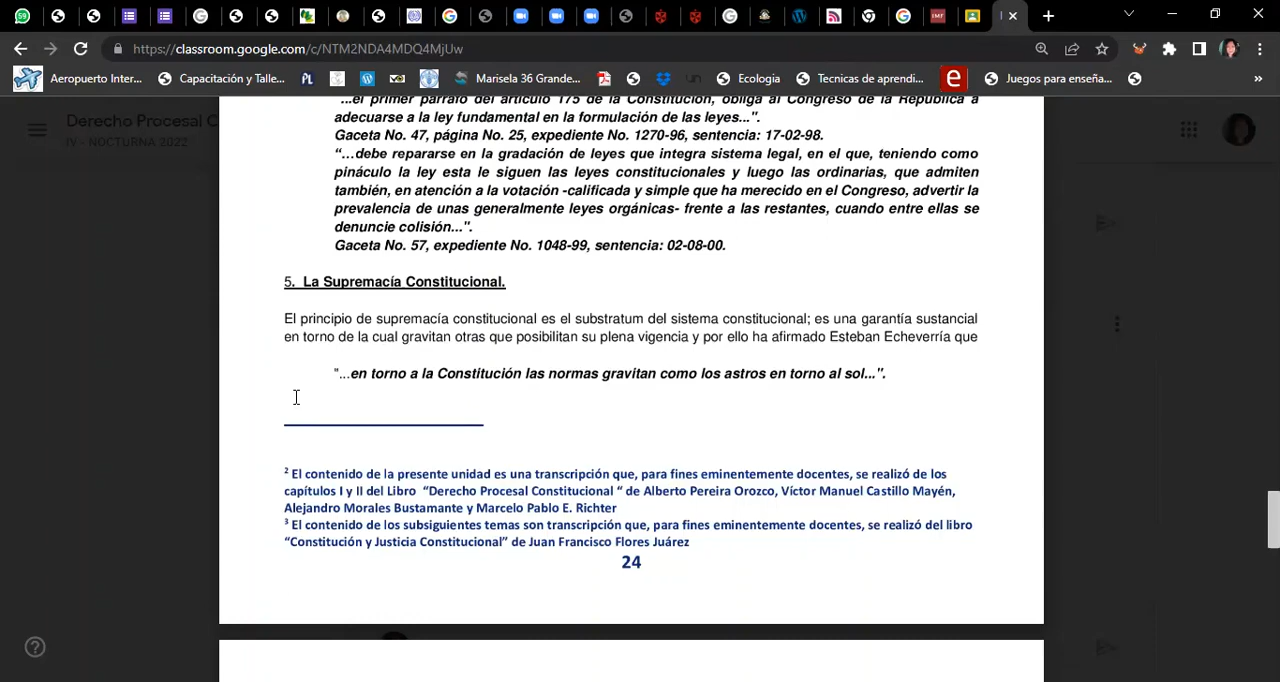 https://classroom.google.com/c/NTM2NDA4MDQ4MjUw
Aeropuerto Inter...
Capacitación y Talle...
Marisela 36 Grande...
Ecologia
Tecnicas de aprendi...
Juegos para enseña...
»
Derecho Procesal C
IV - NOCTURNA 2022
...el primer párrafo del artículo 175 de la Constitución, obliga al Congreso de la República a
adecuarse a la ley fundamental en la formulación de las leyes...".
Gaceta No. 47, página No. 25, expediente No. 1270-96, sentencia: 17-02-98.
“...debe repararse en la gradación de leyes que integra sistema legal, en el que, teniendo como
pináculo la ley esta le siguen las leyes constitucionales y luego las ordinarias, que admiten
también, en atención a la votación -calificada y simple que ha merecido en el Congreso, advertir la
prevalencia de unas generalmente leyes orgánicas- frente a las restantes, cuando entre ellas se
denuncie colisión...".
Gaceta No. 57, expediente No. 1048-99, sentencia: 02-08-00.
5. La Supremacía Constitucional.
El principio de supremacía constitucional es el substratum del sistema constitucional; es una garantía sustancial
en torno de la cual gravitan otras que posibilitan su plena vigencia y por ello ha afirmado Esteban Echeverría que
"...en torno a la Constitución las normas gravitan como los astros en torno al sol...".
2 El contenido de la presente unidad es una transcripción que, para fines eminentemente docentes, se realizó de los
capítulos I y II del Libro “Derecho Procesal Constitucional “ de Alberto Pereira Orozco, Víctor Manuel Castillo Mayén,
Alejandro Morales Bustamante y Marcelo Pablo E. Richter
3 El contenido de los subsiguientes temas son transcripción que, para fines eminentemente docentes, se realizó del libro
“Constitución y Justicia Constitucional” de Juan Francisco Flores Juárez
24